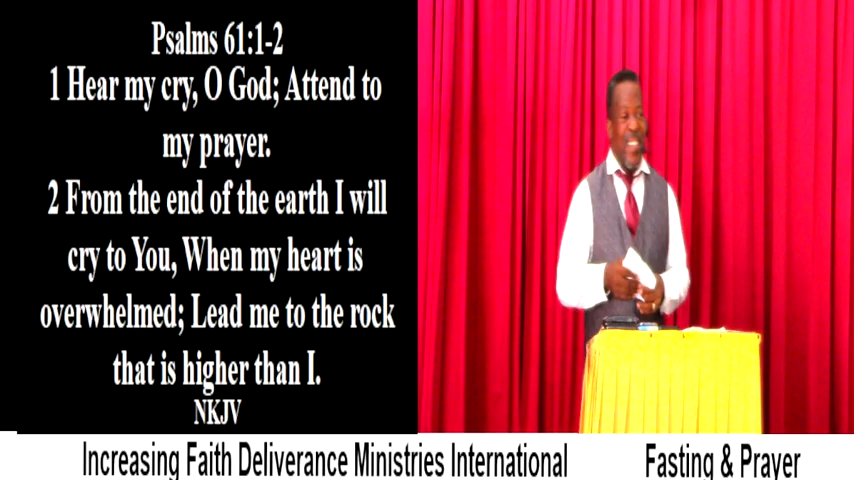 Psalms 61:1-2
1 Hear my cry, O God; Attend to
my prayer.
2 From the end of the earth I will
cry to You, When my heart is
overwhelmed; Lead me to the rock
that is higher than I.
NKJV
Increasing Faith Deliverance Ministries International
Fasting & Prayer